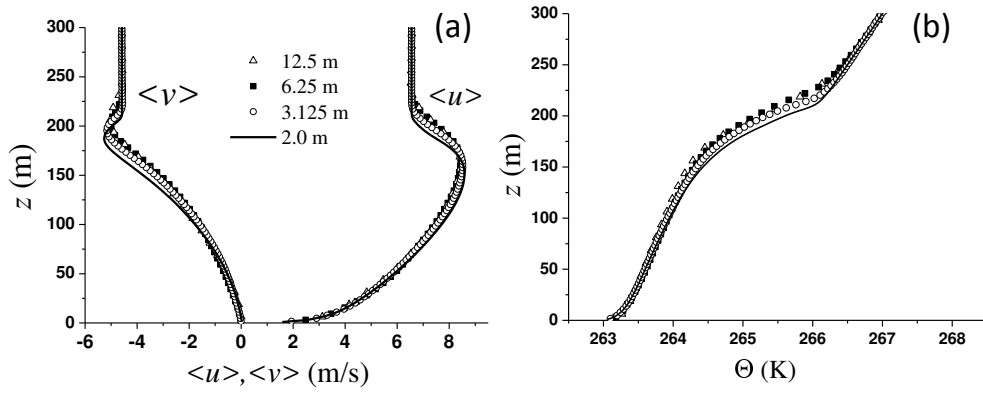 (a)
300
250
200
150
100
50
0
z (m)
12.5 m
6.25 m
3.125 m
2.0 m
<v>
<u>
-6 -4 -2 0 2 4 6 8
<u>,<v> (m/s)
(b)
300
250
200
150
100
50
0
z (m)
263 264 265 266 267 268
Θ (K)